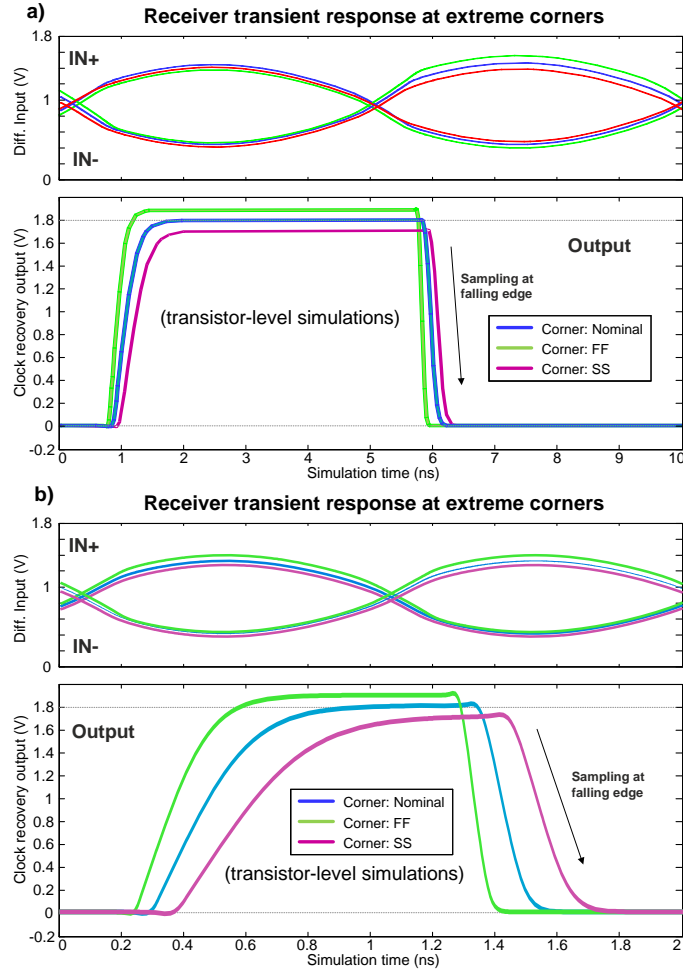 a)
Receiver transient response at extreme corners
1.8
1
0
Diff. Input (V)
IN+
IN-
1.8
1.6
1.4
1.2
1
0.8
0.6
0.4
0.2
0
-0.2
Clock recovery output (V)
Output
Sampling at
falling edge
(transistor-level simulations)
Corner: Nominal
Corner: FF
Corner: SS
0 1 2 3 4 5 6 7 8 9 10
Simulation time (ns)
b)
Receiver transient response at extreme corners
1.8
1
0
Diff. Input (V)
IN+
IN-
1.8
1.6
1.4
1.2
1
0.8
0.6
0.4
0.2
0
-0.2
Clock recovery output (V)
Output
Sampling at
falling edge
Corner: Nominal
Corner: FF
Corner: SS
(transistor-level simulations)
0 0.2 0.4 0.6 0.8 1 1.2 1.4 1.6 1.8 2
Simulation time (ns)